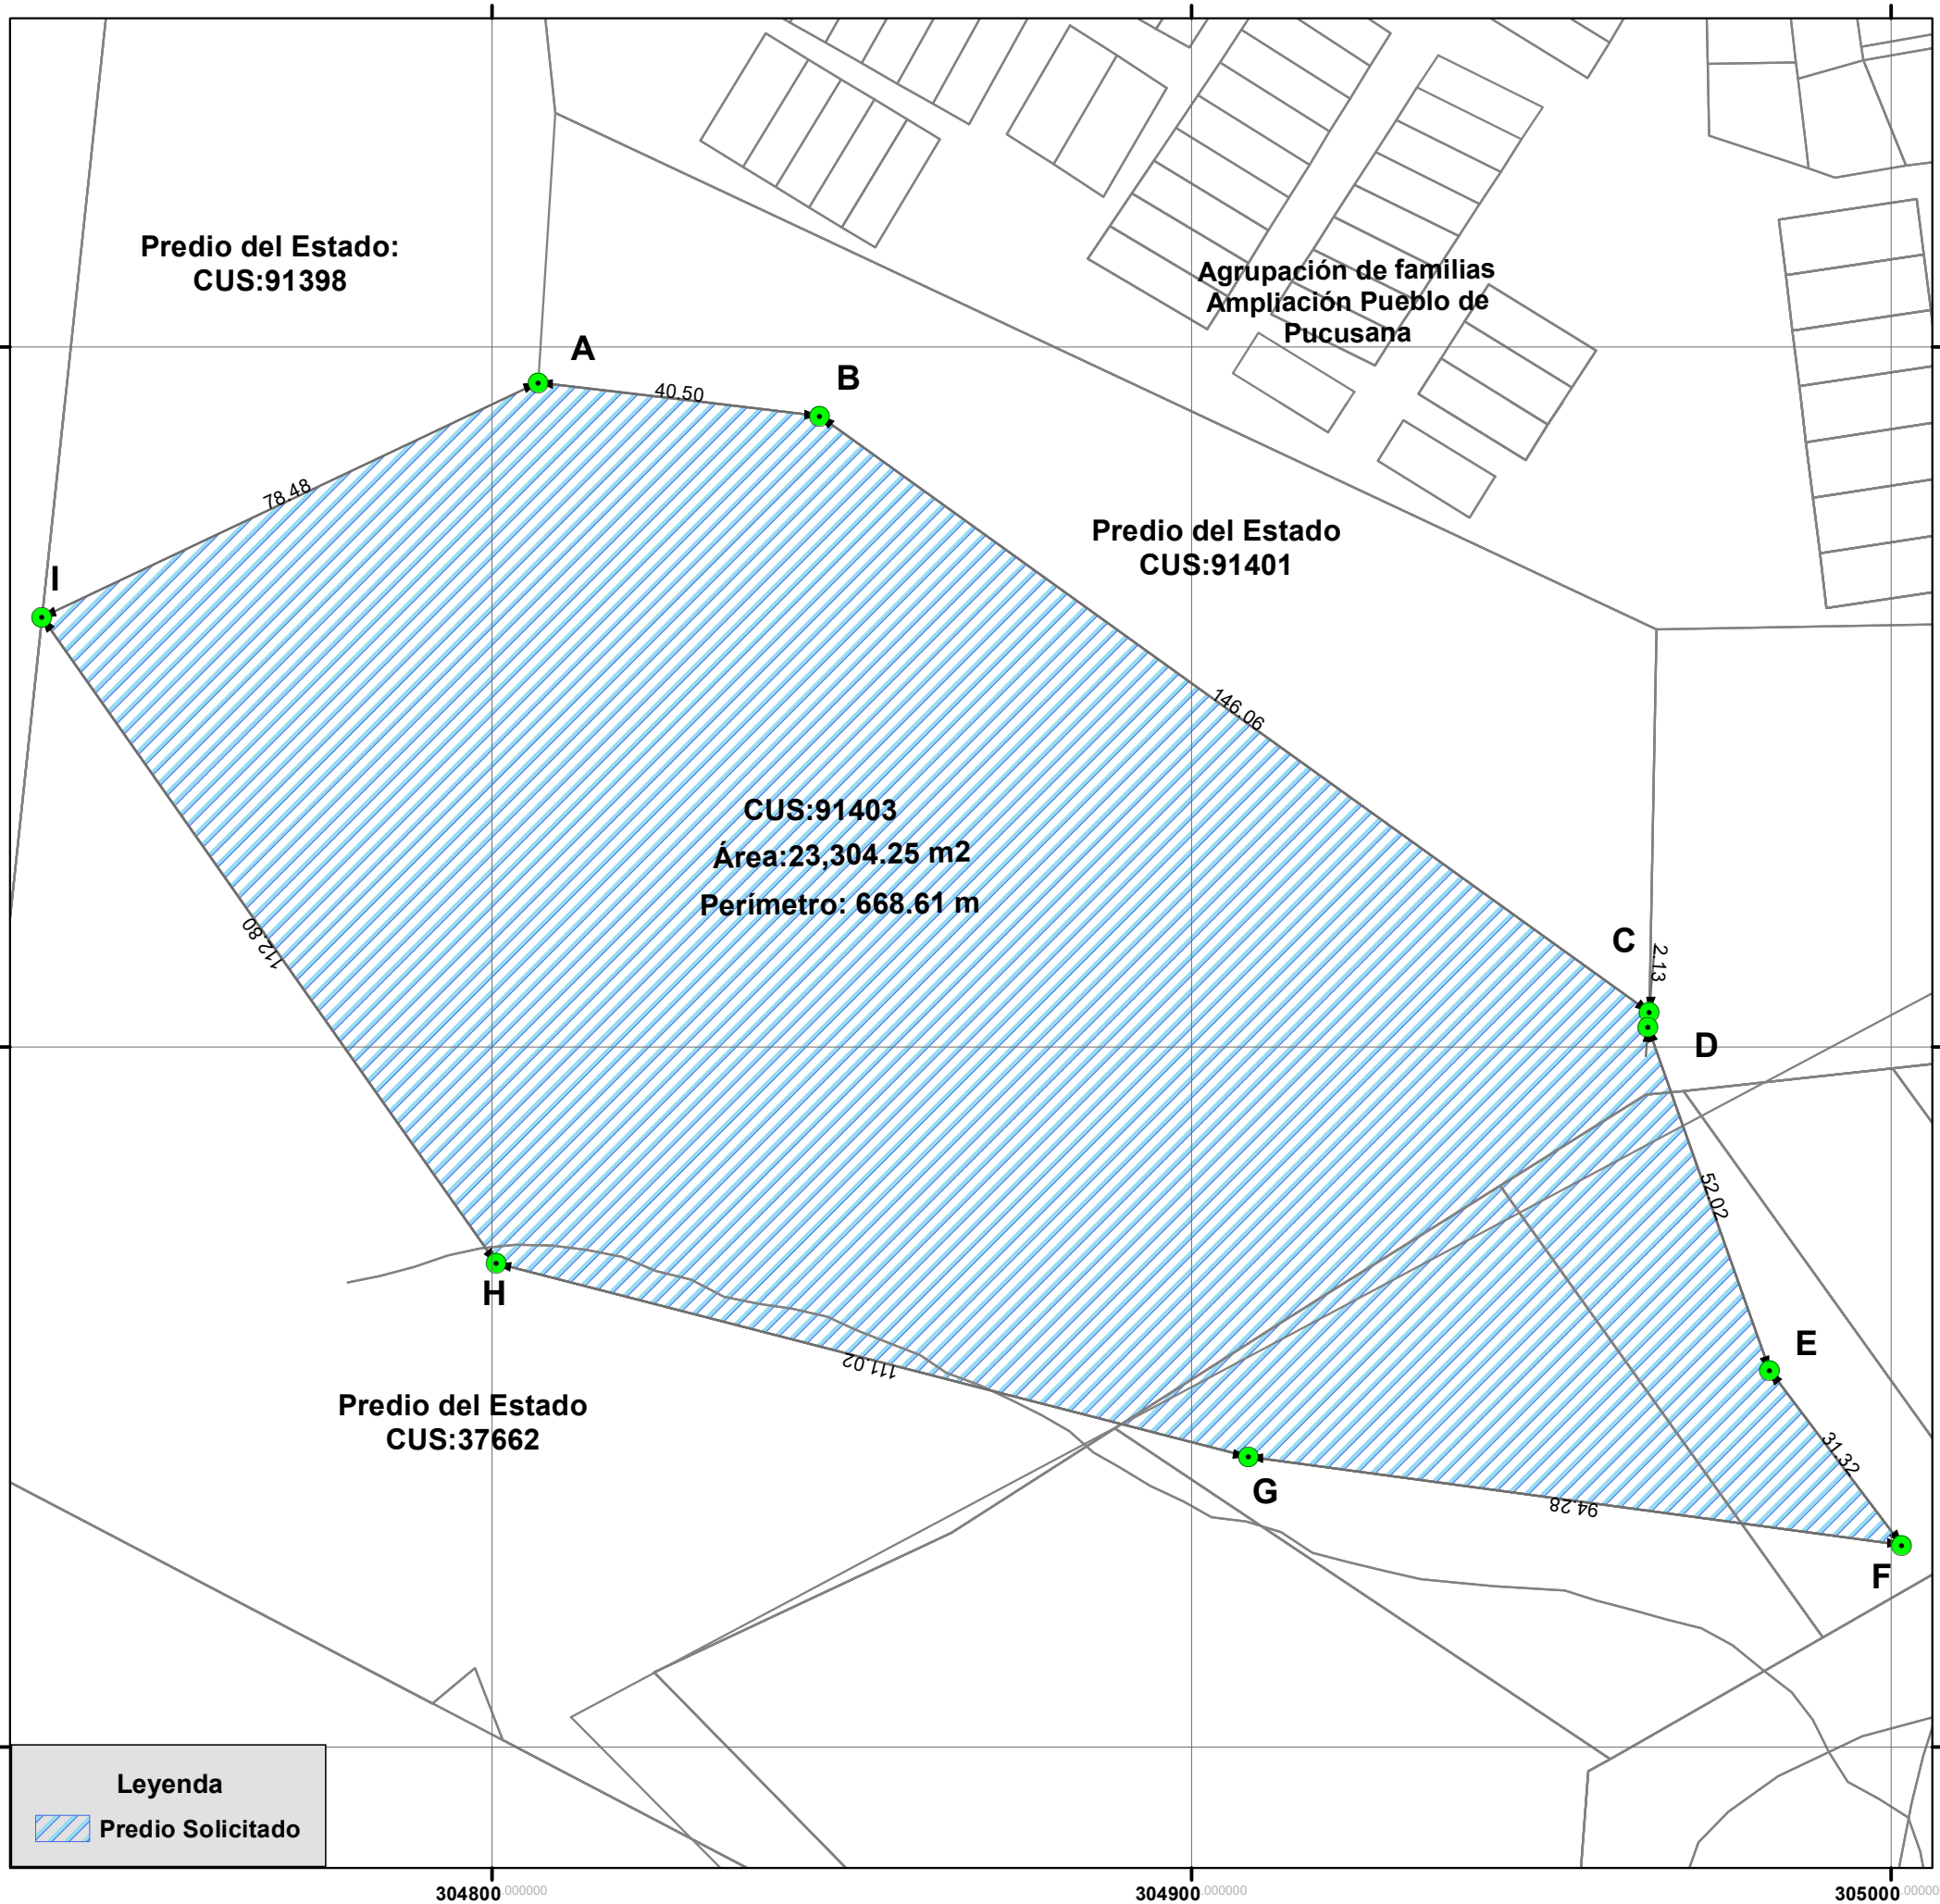 Predio del Estado:
CUS:91398
Agrupación de familias
Ampliación Pueblo de
Pucusana
A
40.50
B
78.48
I
Predio del Estado
CUS:91401
146.06
CUS:91403
Área:23,304.25 m2
Perímetro: 668.61 m
112.80
C
2.13
D
52.02
H
E
111.02
Predio del Estado
CUS:37662
31.32
G
94.28
F
Leyenda
Predio Solicitado
304800.000000
304900.000000
305000.00000